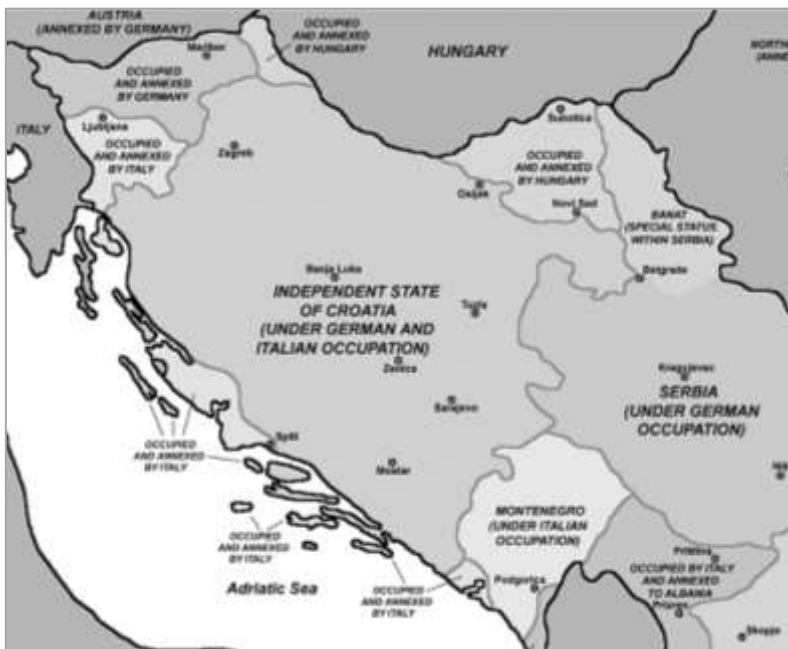 AUSTRIA
(ANNEXED BY GERMANY)
OCCUPIED
AND ANNEXED
BY HUNGARY
HUNGARY
Maribor
OCCUPIED
AND ANNEXED
BY GERMANY
ITALY
Ljubljana
OCCUPIED
AND ANNEXED
BY ITALY
Zagreb
Subotica
OCCUPIED
AND ANNEXED
BY HUNGARY
Osijek
Novi Sad
BANAT
(SPECIAL STATUS
WITHIN SERBIA)
Belgrade
Banja Luka
INDEPENDENT STATE
OF CROATIA
(UNDER GERMAN AND
ITALIAN OCCUPATION)
Tuzla
Zenica
Sarajevo
Kragujevac
SERBIA
(UNDER GERMAN
OCCUPATION)
OCCUPIED
AND ANNEXED
BY ITALY
Split
Mostar
MONTENEGRO
(UNDER ITALIAN
OCCUPATION)
OCCUPIED
AND ANNEXED
BY ITALY
Adriatic Sea
OCCUPIED
AND ANNEXED
BY ITALY
Podgorica
Pristina
OCCUPIED BY ITALY
AND ANNEXED
TO ALBANIA
Prizren
Skopje